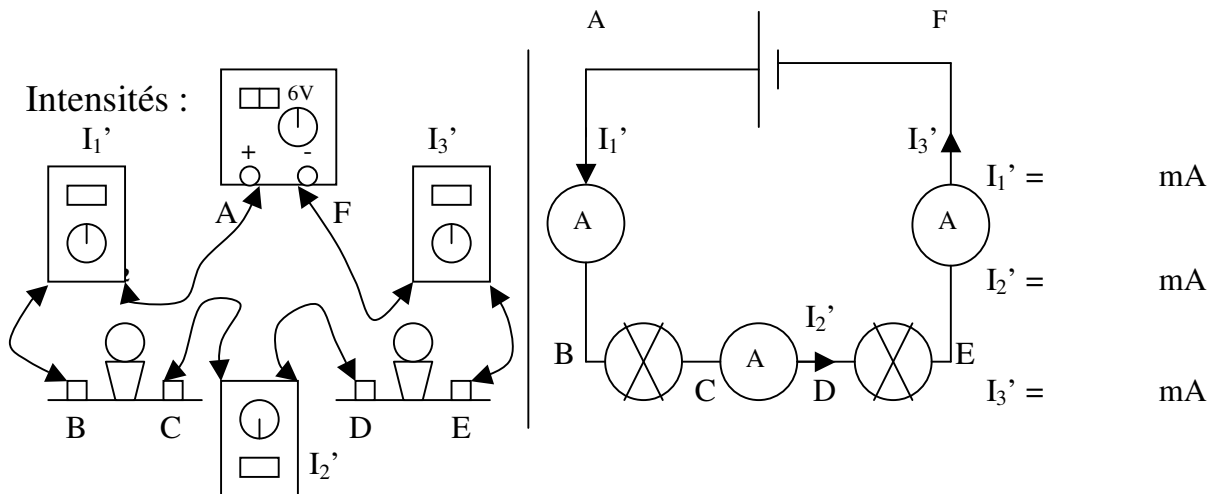 A F
6V
Intensités :
I₁’ I₃’
+ -
A F
B C D E
I₂’
I₁’ I₃’
I₁’ = mA
A A
I₂’ = mA
I₂’
B A E
C D
I₃’ = mA